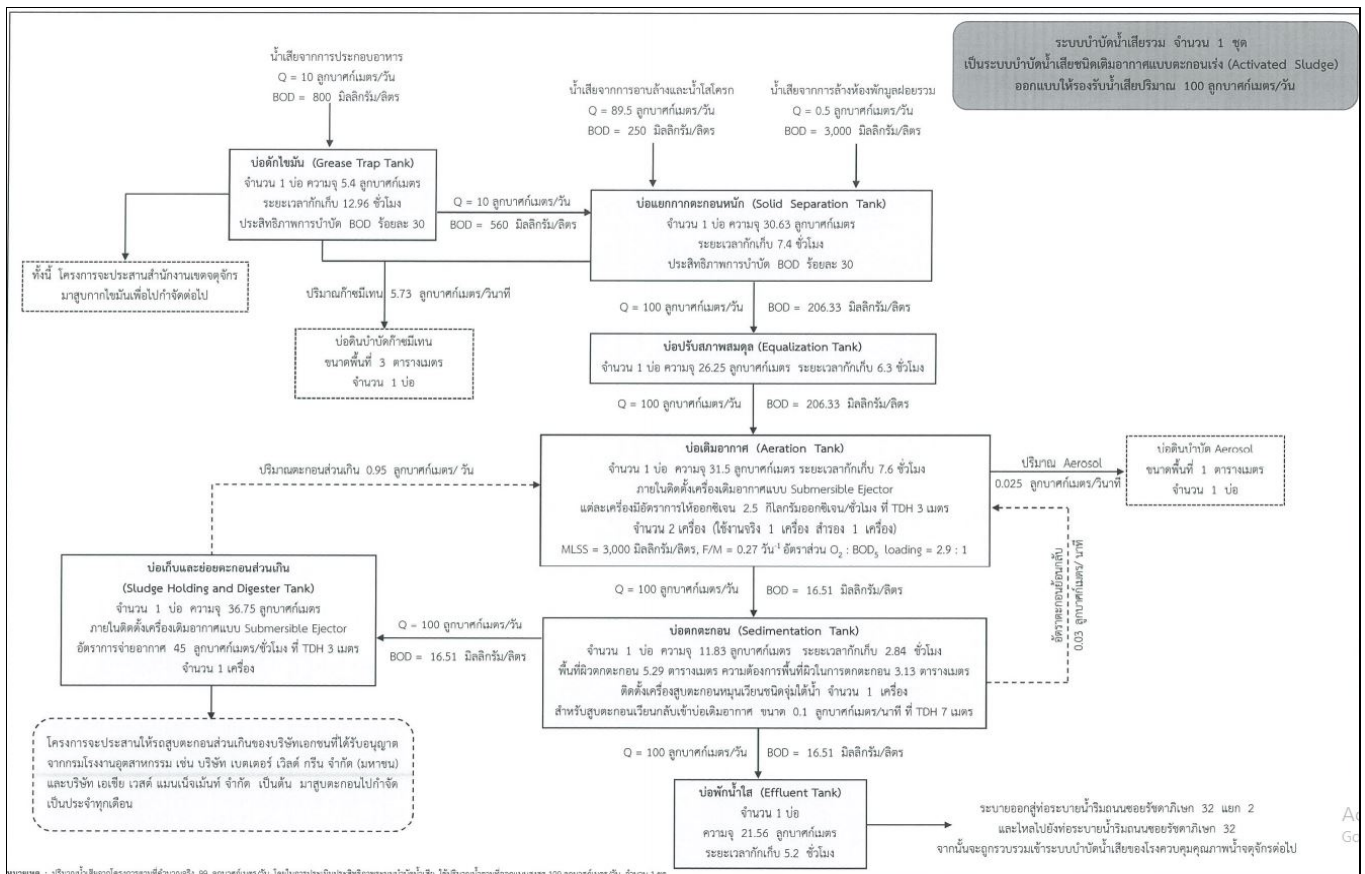 ระบบบำบัดน้ำเสียรวม จำนวน 1 ชุด
เป็นระบบบำบัดน้ำเสียชนิดเติมอากาศแบบตะกอนเร่ง (Activated Sludge)
ออกแบบให้รองรับน้ำเสียปริมาณ 100 ลูกบาศก์เมตร/วัน
น้ำเสียจากการประกอบอาหาร
Q = 10 ลูกบาศก์เมตร/วัน
BOD = 800 มิลลิกรัม/ลิตร
น้ำเสียจากการอาบล้างและน้ำโสโครก
Q = 89.5 ลูกบาศก์เมตร/วัน
BOD = 250 มิลลิกรัม/ลิตร
น้ำเสียจากการล้างห้องพักมูลฝอยรวม
Q = 0.5 ลูกบาศก์เมตร/วัน
BOD = 3,000 มิลลิกรัม/ลิตร
บ่อดักไขมัน (Grease Trap Tank)
จำนวน 1 บ่อ ความจุ 5.4 ลูกบาศก์เมตร
ระยะเวลากักเก็บ 12.96 ชั่วโมง
ประสิทธิภาพการบำบัด BOD ร้อยละ 30
Q = 10 ลูกบาศก์เมตร/วัน
BOD = 560 มิลลิกรัม/ลิตร
บ่อแยกกากตะกอนหนัก (Solid Separation Tank)
จำนวน 1 บ่อ ความจุ 30.63 ลูกบาศก์เมตร
ระยะเวลากักเก็บ 7.4 ชั่วโมง
ประสิทธิภาพการบำบัด BOD ร้อยละ 30
ทั้งนี้ โครงการจะประสานสำนักงานเขตจตุจักร
มาสูบกากไขมันเพื่อไปกำจัดต่อไป
ปริมาณก๊าซมีเทน 5.73 ลูกบาศก์เมตร/วินาที
บ่อดินบำบัดก๊าซมีเทน
ขนาดพื้นที่ 3 ตารางเมตร
จำนวน 1 บ่อ
Q = 100 ลูกบาศก์เมตร/วัน BOD = 206.33 มิลลิกรัม/ลิตร
บ่อปรับสภาพสมดุล (Equalization Tank)
จำนวน 1 บ่อ ความจุ 26.25 ลูกบาศก์เมตร ระยะเวลากักเก็บ 6.3 ชั่วโมง
Q = 100 ลูกบาศก์เมตร/วัน BOD = 206.33 มิลลิกรัม/ลิตร
บ่อเติมอากาศ (Aeration Tank)
จำนวน 1 บ่อ ความจุ 31.5 ลูกบาศก์เมตร ระยะเวลากักเก็บ 7.6 ชั่วโมง
ภายในติดตั้งเครื่องเติมอากาศแบบ Submersible Ejector
แต่ละเครื่องมีอัตราการให้ออกซิเจน 2.5 กิโลกรัมออกซิเจน/ชั่วโมง ที่ TDH 3 เมตร
จำนวน 2 เครื่อง (ใช้งานจริง 1 เครื่อง สำรอง 1 เครื่อง)
MLSS = 3,000 มิลลิกรัม/ลิตร, F/M = 0.27 วัน⁻¹ อัตราส่วน O₂ : BOD₅ loading = 2.9 : 1
ปริมาณ Aerosol
0.025 ลูกบาศก์เมตร/วินาที
บ่อดินบำบัด Aerosol
ขนาดพื้นที่ 1 ตารางเมตร
จำนวน 1 บ่อ
ปริมาณตะกอนส่วนเกิน 0.95 ลูกบาศก์เมตร/ วัน
อัตราตะกอนย้อนกลับ
0.03 ลูกบาศก์เมตร/ นาที
Q = 100 ลูกบาศก์เมตร/วัน BOD = 16.51 มิลลิกรัม/ลิตร
บ่อเก็บและย่อยตะกอนส่วนเกิน
(Sludge Holding and Digester Tank)
จำนวน 1 บ่อ ความจุ 36.75 ลูกบาศก์เมตร
ภายในติดตั้งเครื่องเติมอากาศแบบ Submersible Ejector
อัตราการจ่ายอากาศ 45 ลูกบาศก์เมตร/ชั่วโมง ที่ TDH 3 เมตร
จำนวน 1 เครื่อง
Q = 100 ลูกบาศก์เมตร/วัน
BOD = 16.51 มิลลิกรัม/ลิตร
บ่อตกตะกอน (Sedimentation Tank)
จำนวน 1 บ่อ ความจุ 11.83 ลูกบาศก์เมตร ระยะเวลากักเก็บ 2.84 ชั่วโมง
พื้นที่ผิวตกตะกอน 5.29 ตารางเมตร ความต้องการพื้นที่ผิวในการตกตะกอน 3.13 ตารางเมตร
ติดตั้งเครื่องสูบตะกอนหมุนเวียนชนิดจุ่มใต้น้ำ จำนวน 1 เครื่อง
สำหรับสูบตะกอนเวียนกลับเข้าบ่อเติมอากาศ ขนาด 0.1 ลูกบาศก์เมตร/นาที ที่ TDH 7 เมตร
โครงการจะประสานให้รถสูบตะกอนส่วนเกินของบริษัทเอกชนที่ได้รับอนุญาต
จากกรมโรงงานอุตสาหกรรม เช่น บริษัท เบตเตอร์ เวิลด์ กรีน จำกัด (มหาชน)
และบริษัท เอเชีย เวสต์ แมนเน็จเม้นท์ จำกัด เป็นต้น มาสูบตะกอนไปกำจัด
เป็นประจำทุกเดือน
Q = 100 ลูกบาศก์เมตร/วัน BOD = 16.51 มิลลิกรัม/ลิตร
บ่อพักน้ำใส (Effluent Tank)
จำนวน 1 บ่อ
ความจุ 21.56 ลูกบาศก์เมตร
ระยะเวลากักเก็บ 5.2 ชั่วโมง
ระบายออกสู่ท่อระบายน้ำริมถนนซอยรัชดาภิเษก 32 แยก 2
และไหลไปยังท่อระบายน้ำริมถนนซอยรัชดาภิเษก 32
จากนั้นจะถูกรวบรวมเข้าระบบบำบัดน้ำเสียของโรงควบคุมคุณภาพน้ำจตุจักรต่อไป